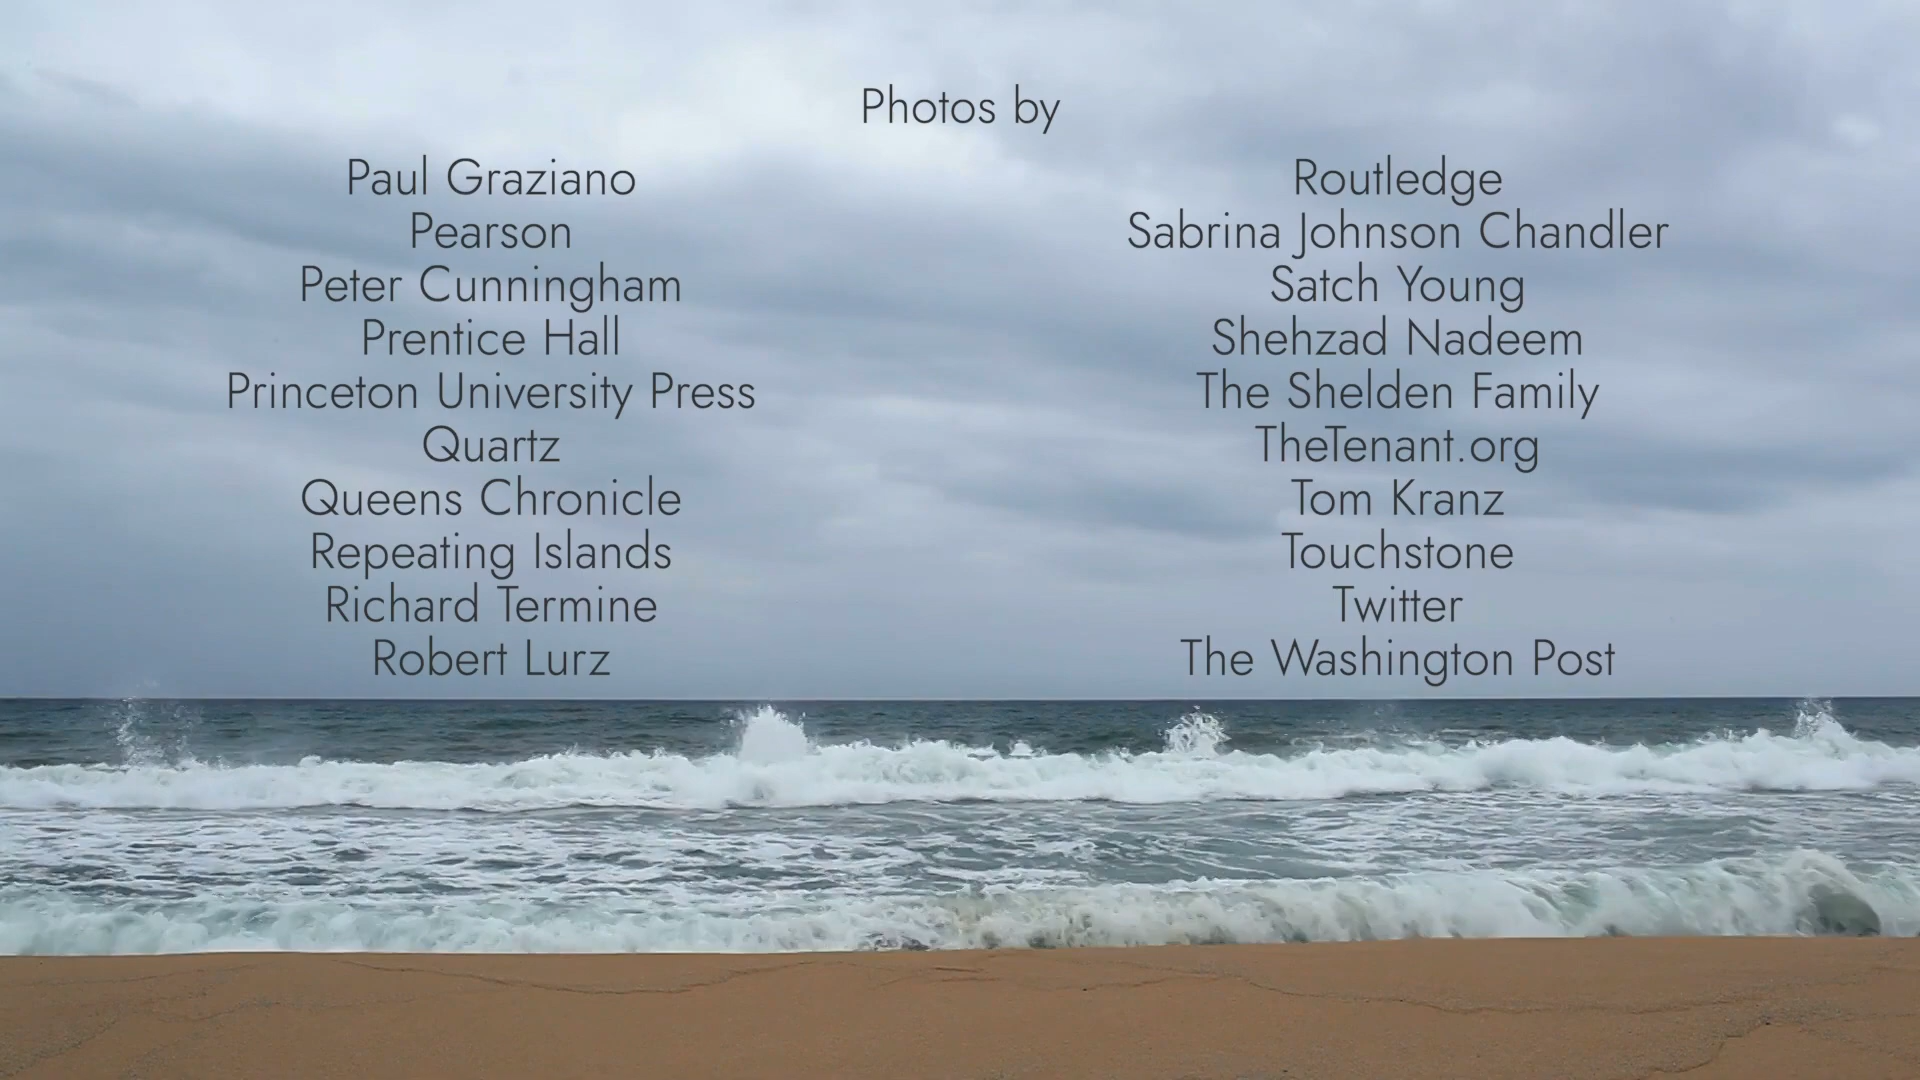 Photos by
Paul Graziano
Pearson
Peter Cunningham
Prentice Hall
Princeton University Press
Quartz
Queens Chronicle
Repeating Islands
Richard Termine
Robert Lurz
Routledge
Sabrina Johnson Chandler
Satch Young
Shehzad Nadeem
The Shelden Family
TheTenant.org
Tom Kranz
Touchstone
Twitter
The Washington Post